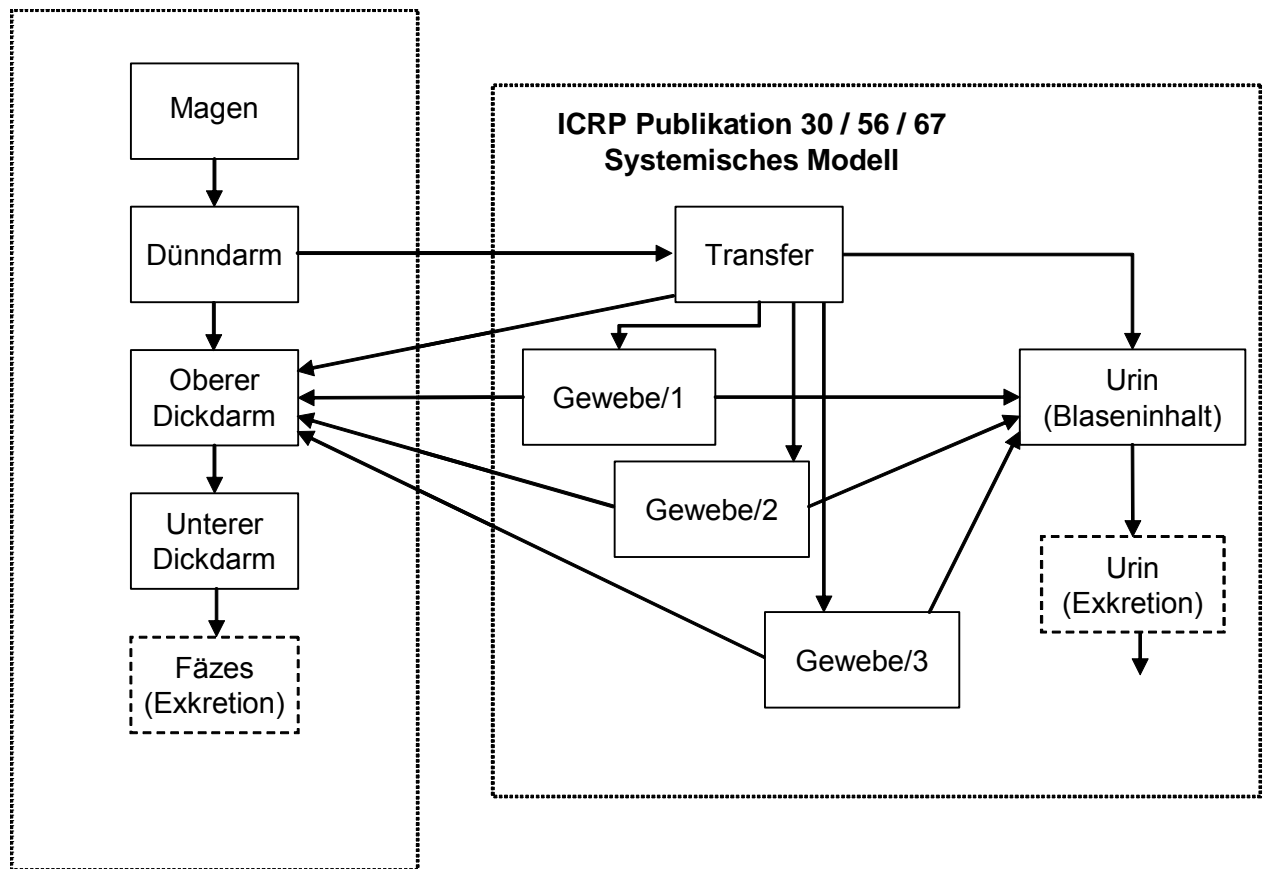 Magen
Dünndarm
Oberer
Dickdarm
Unterer
Dickdarm
Fäzes
(Exkretion)
ICRP Publikation 30 / 56 / 67
Systemisches Modell
Transfer
Gewebe/1
Gewebe/2
Gewebe/3
Urin
(Blaseninhalt)
Urin
(Exkretion)